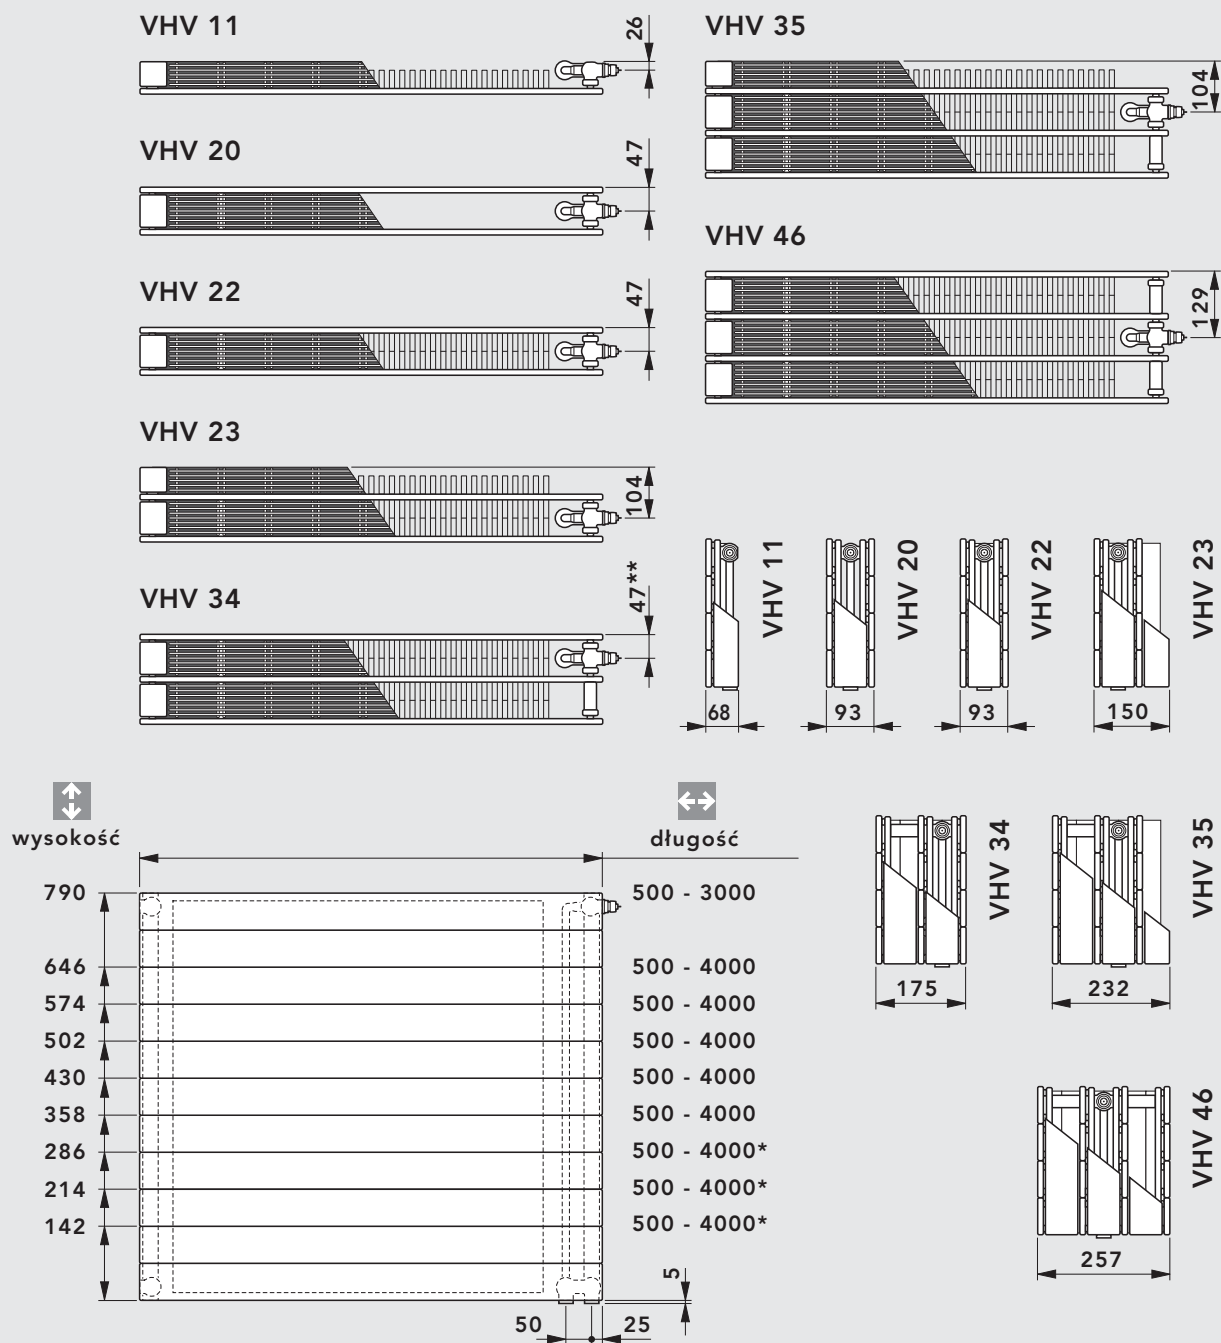 VHV 11
26
VHV 20
47
VHV 22
47
VHV 23
104
VHV 34
47**
VHV 35
104
VHV 46
129
VHV 11
68
VHV 20
93
VHV 22
93
VHV 23
150
wysokość
długość
790
500 - 3000
646
500 - 4000
574
500 - 4000
502
500 - 4000
430
500 - 4000
358
500 - 4000
286
500 - 4000*
214
500 - 4000*
142
500 - 4000*
5
50
25
VHV 34
175
VHV 35
232
VHV 46
257